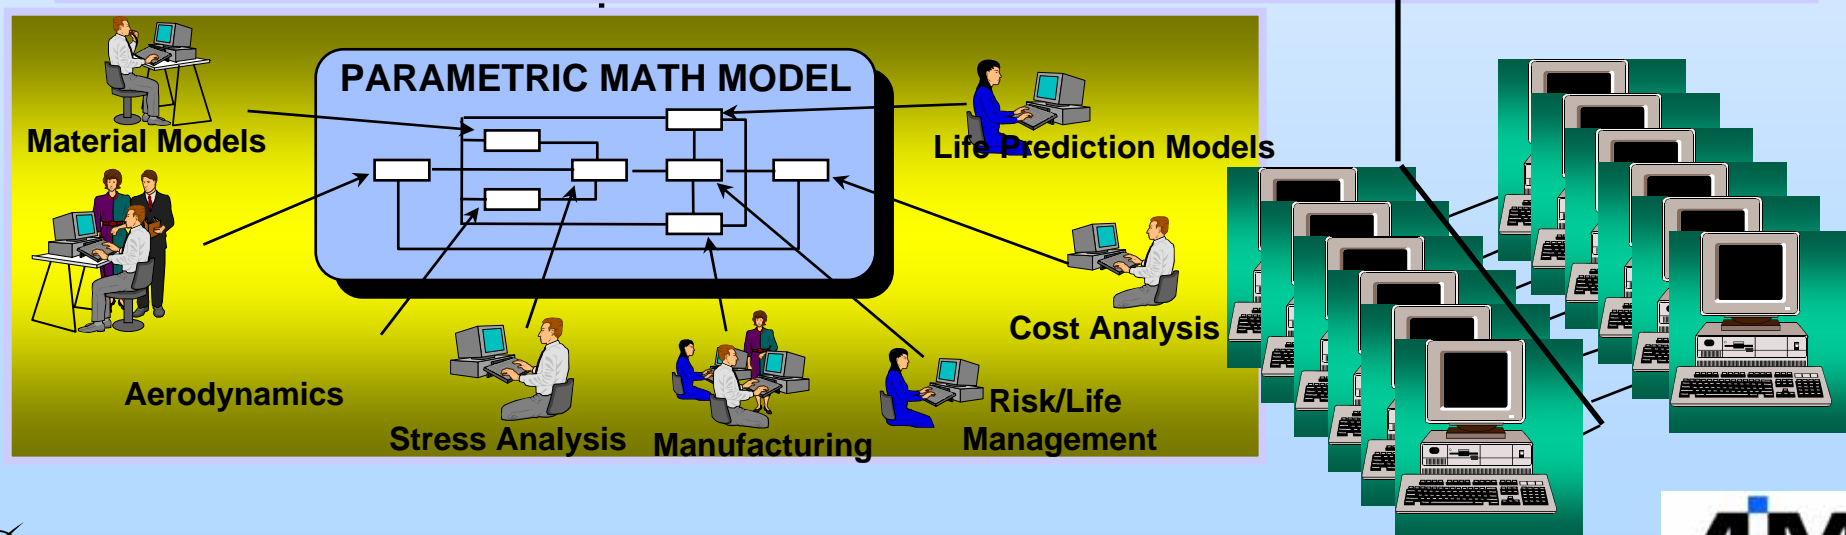 PARAMETRIC MATH MODEL
Material Models
Life Prediction Models
Cost Analysis
Aerodynamics
Stress Analysis
Manufacturing
Risk/Life
Management